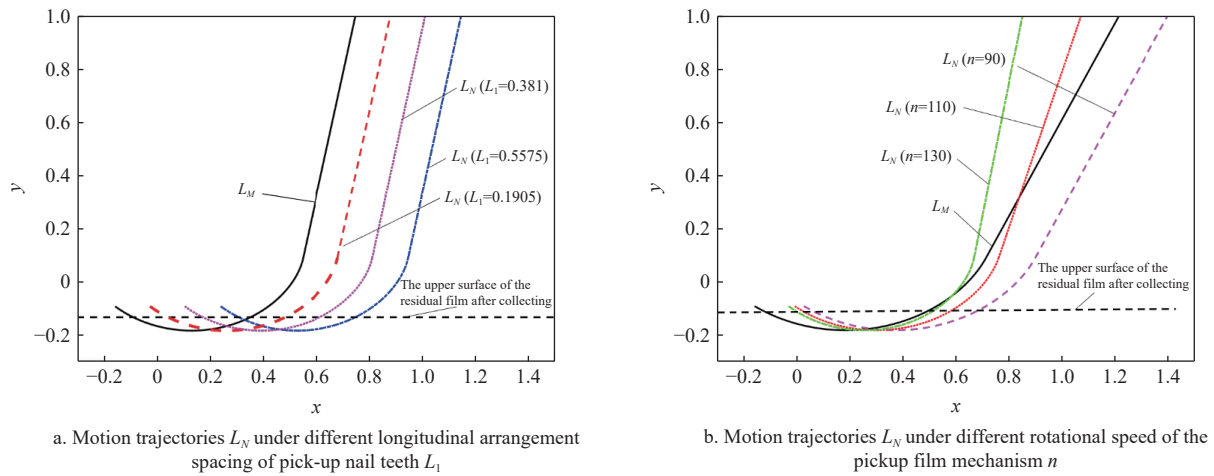 1.0
0.8
0.6
0.4
0.2
0
−0.2
y
L_N (L_1=0.381)
L_N (L_1=0.5575)
L_M
L_N (L_1=0.1905)
The upper surface of the
residual film after collecting
−0.2 0 0.2 0.4 0.6 0.8 1.0 1.2 1.4
x
a. Motion trajectories L_N under different longitudinal arrangement
spacing of pick-up nail teeth L_1
1.0
0.8
0.6
0.4
0.2
0
−0.2
y
L_N (n=90)
L_N (n=110)
L_N (n=130)
L_M
The upper surface of the
residual film after collecting
−0.2 0 0.2 0.4 0.6 0.8 1.0 1.2 1.4
x
b. Motion trajectories L_N under different rotational speed of the
pickup film mechanism n